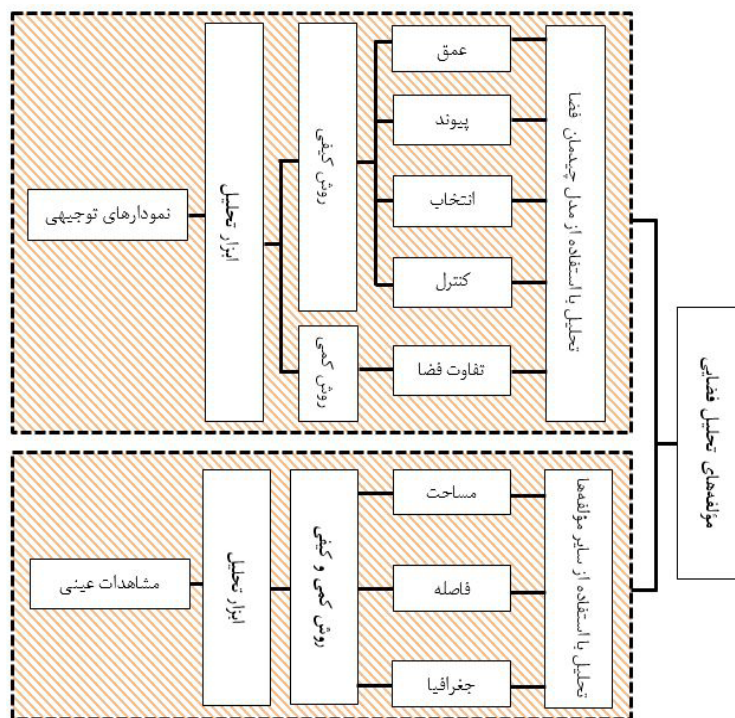 مؤلفه‌های تحلیل فضایی
تحلیل با استفاده از مدل چیدمان فضا
عمق
پیوند
انتخاب
کنترل
تفاوت فضا
روش کیفی
روش کمی
ابزار تحلیل
نمودارهای توجیهی
تحلیل با استفاده از سایر مؤلفه‌ها
مساحت
فاصله
جغرافیا
روش کمی و کیفی
ابزار تحلیل
مشاهدات عینی